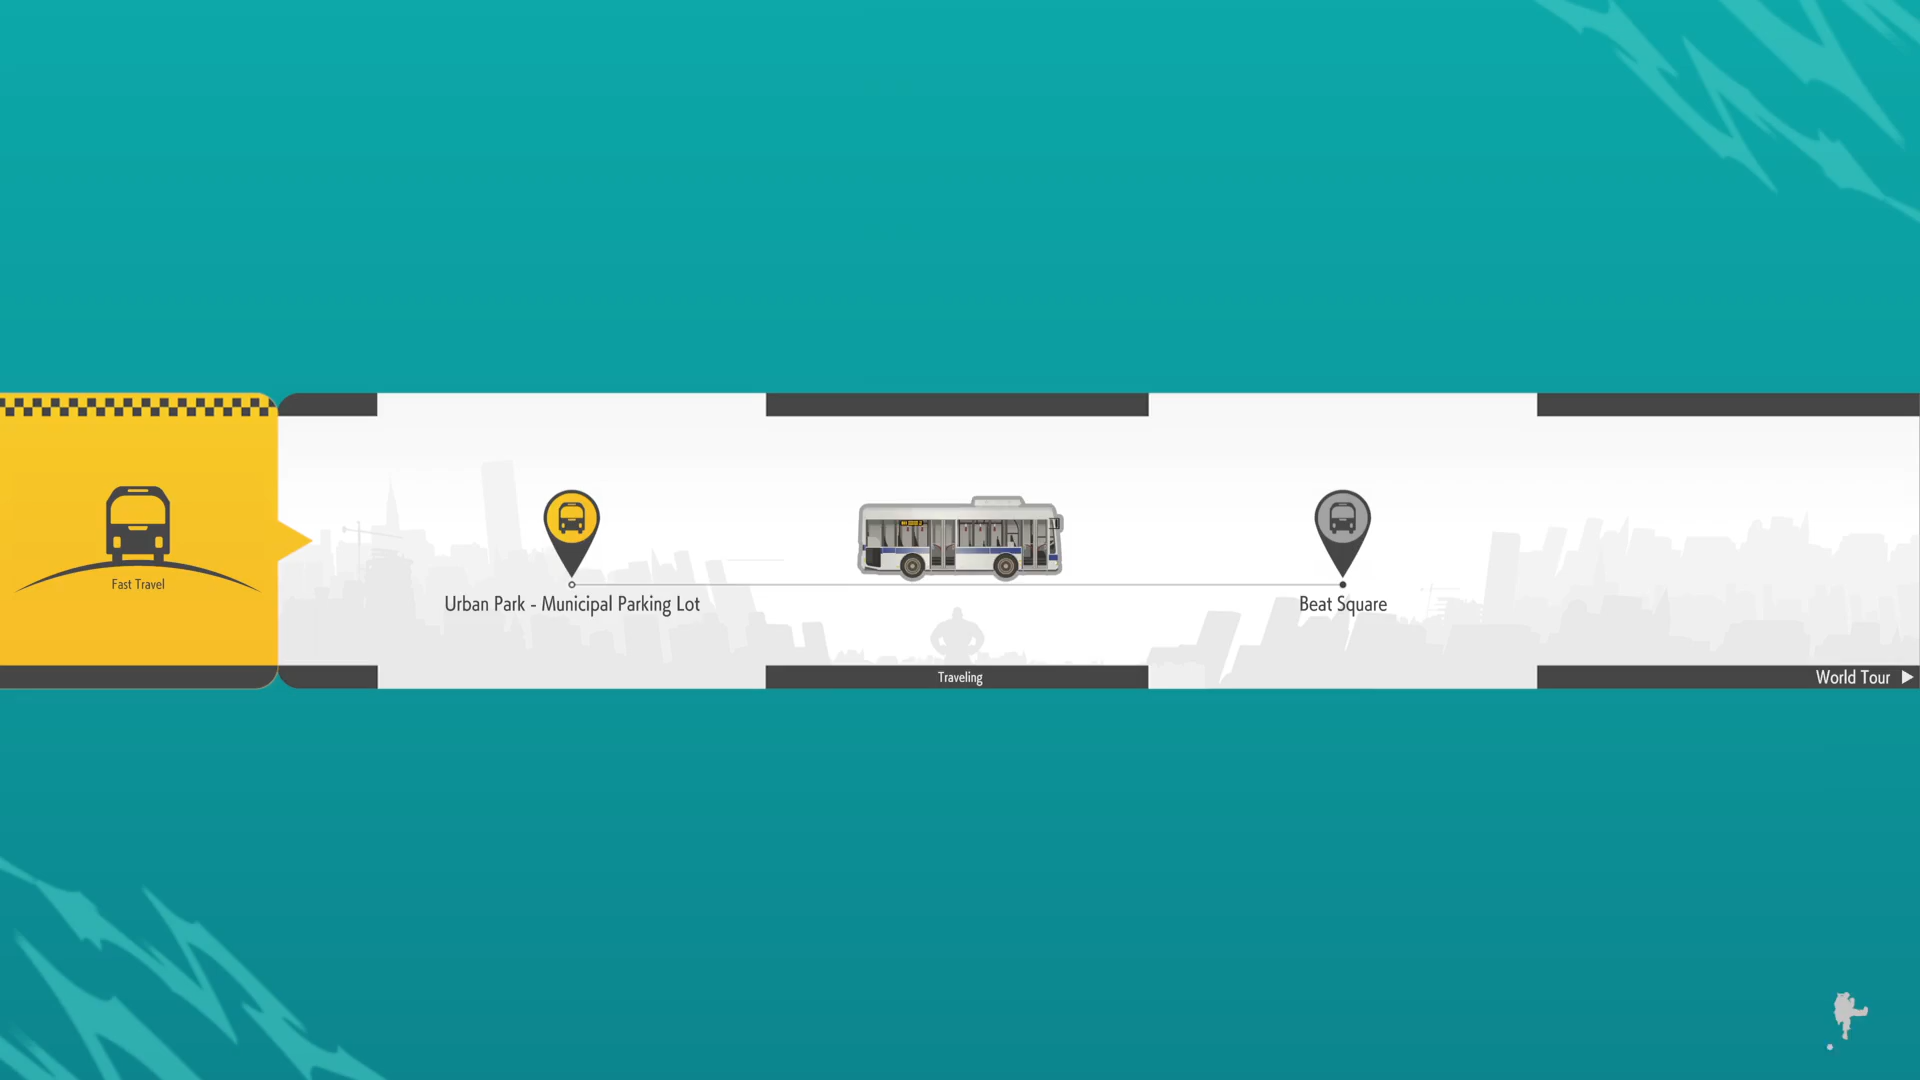 Fast Travel
Urban Park - Municipal Parking Lot
Beat Square
Traveling
World Tour